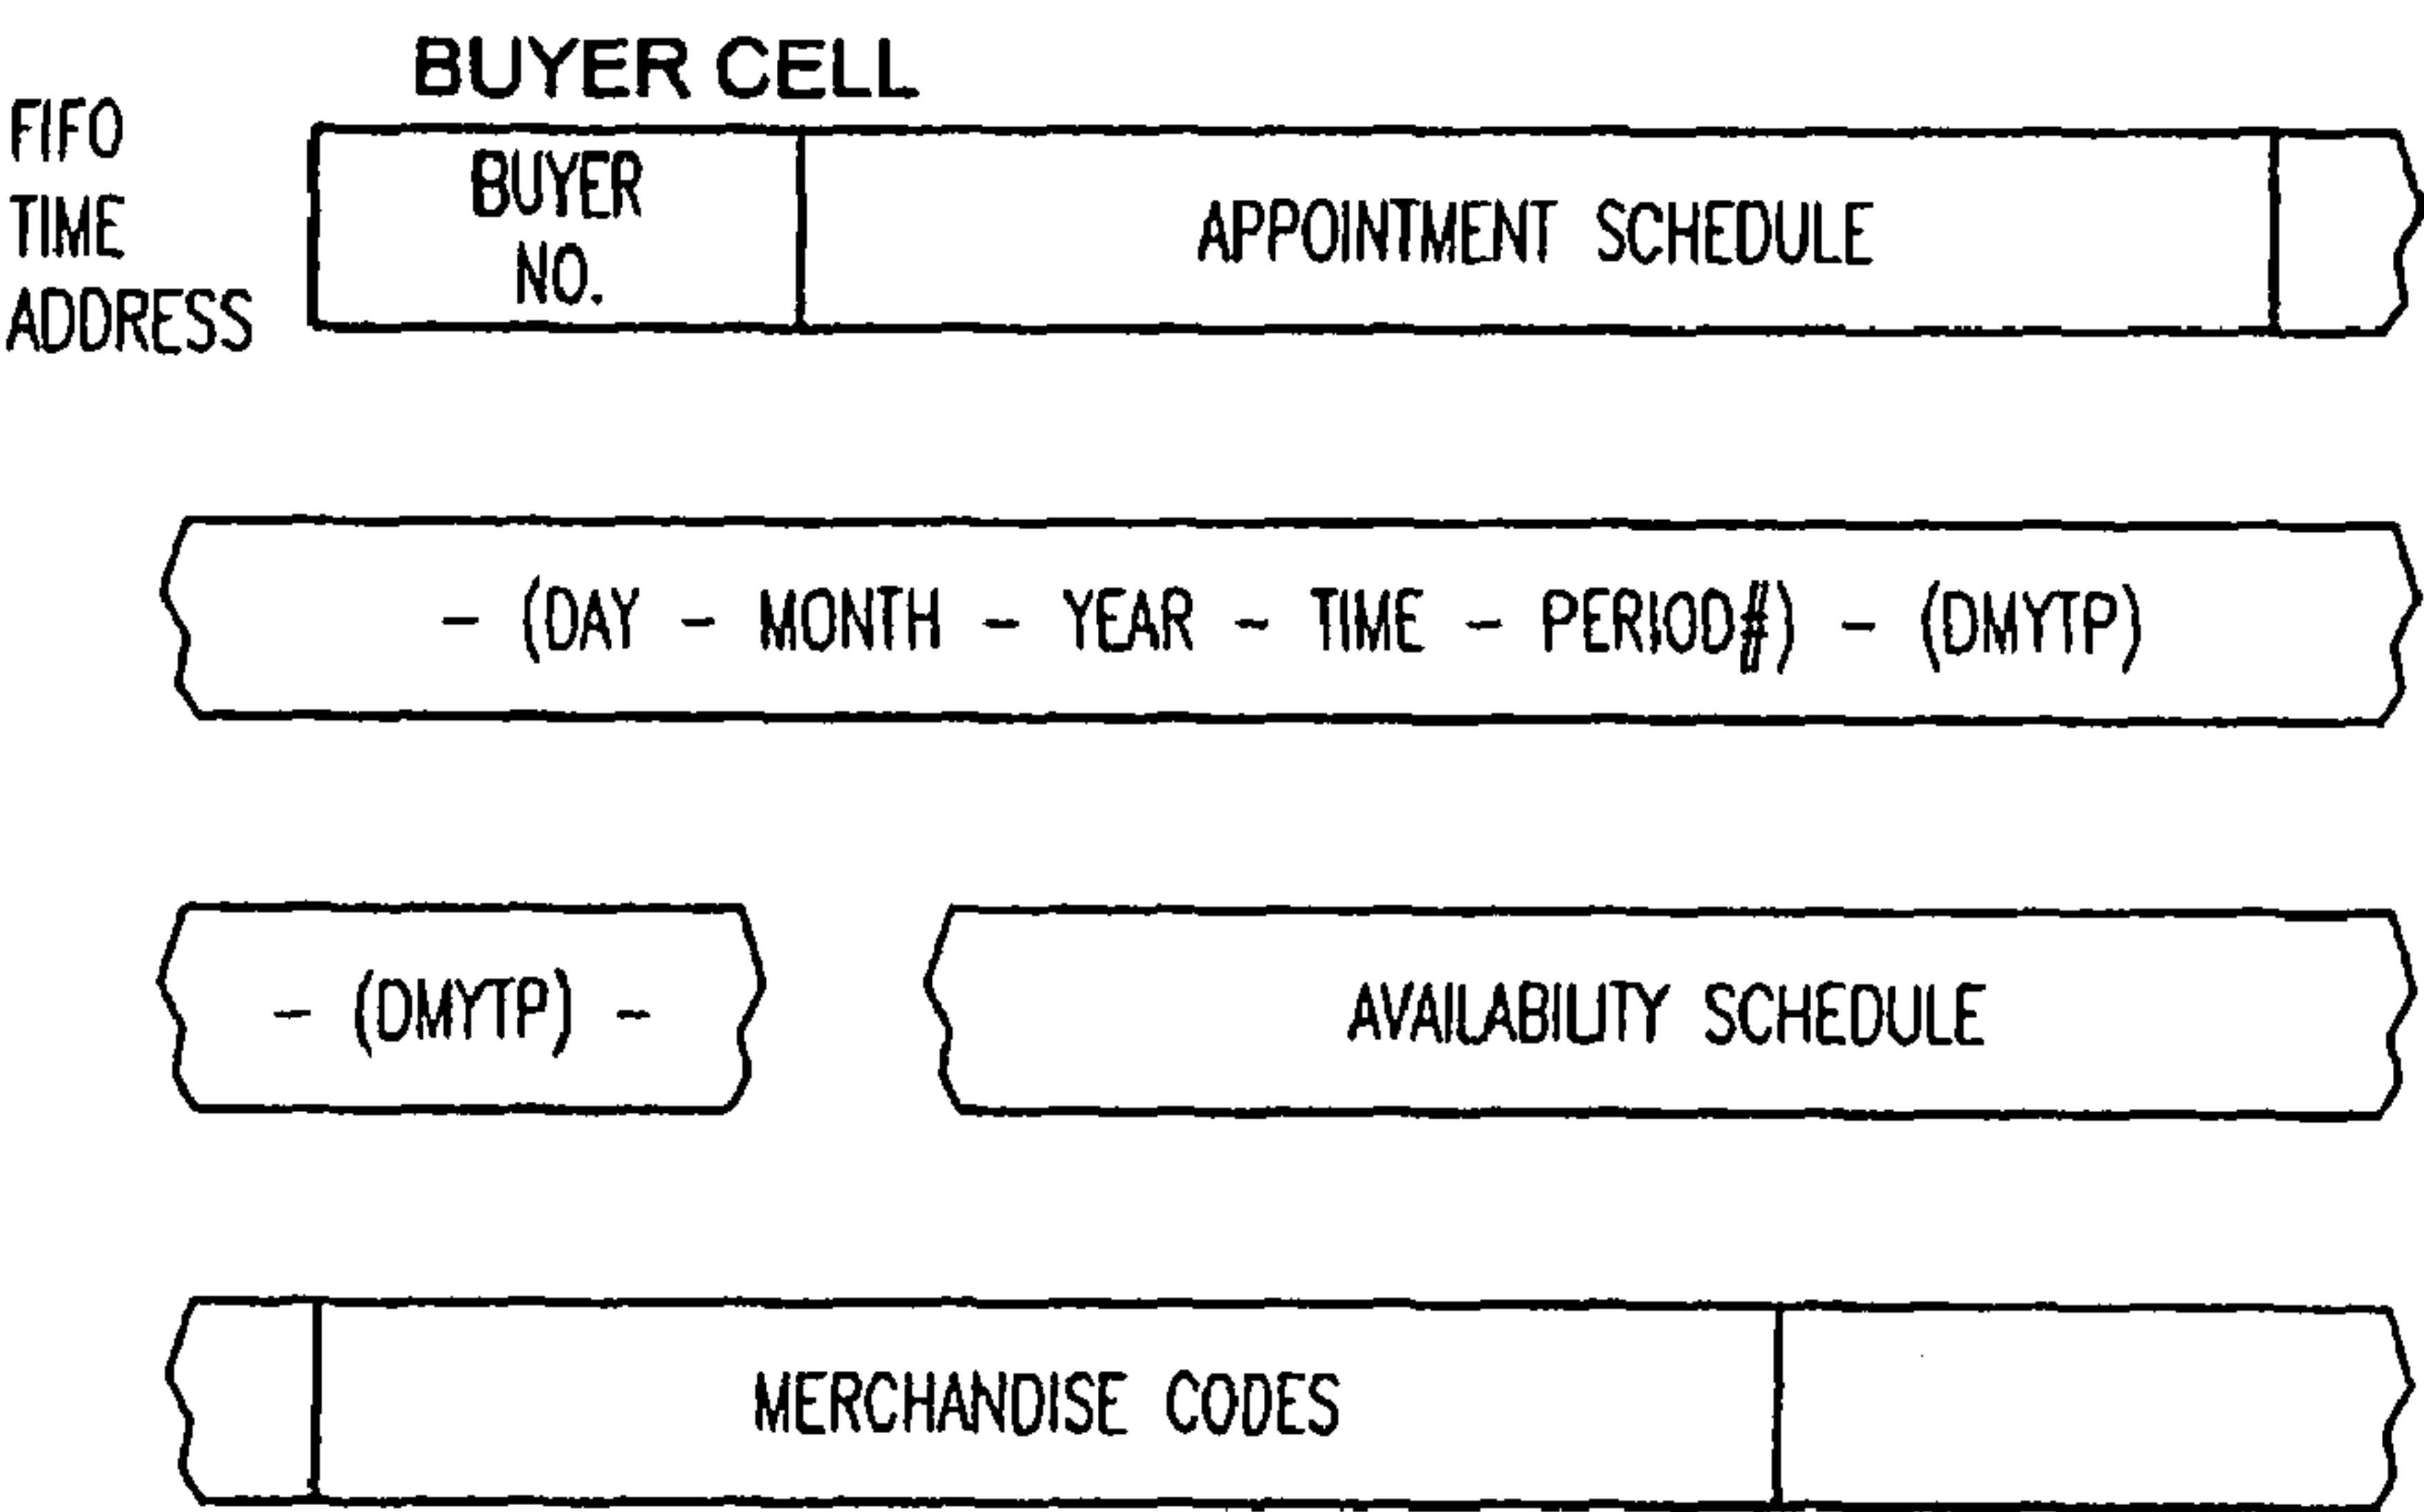 BUYER CELL
FIFO
TIME
ADDRESS
BUYER
NO.
APPOINTMENT SCHEDULE
- (DAY - MONTH - YEAR - TIME - PERIOD#) - (DMYTP)
- (DMYTP) -
AVAILABILITY SCHEDULE
MERCHANDISE CODES